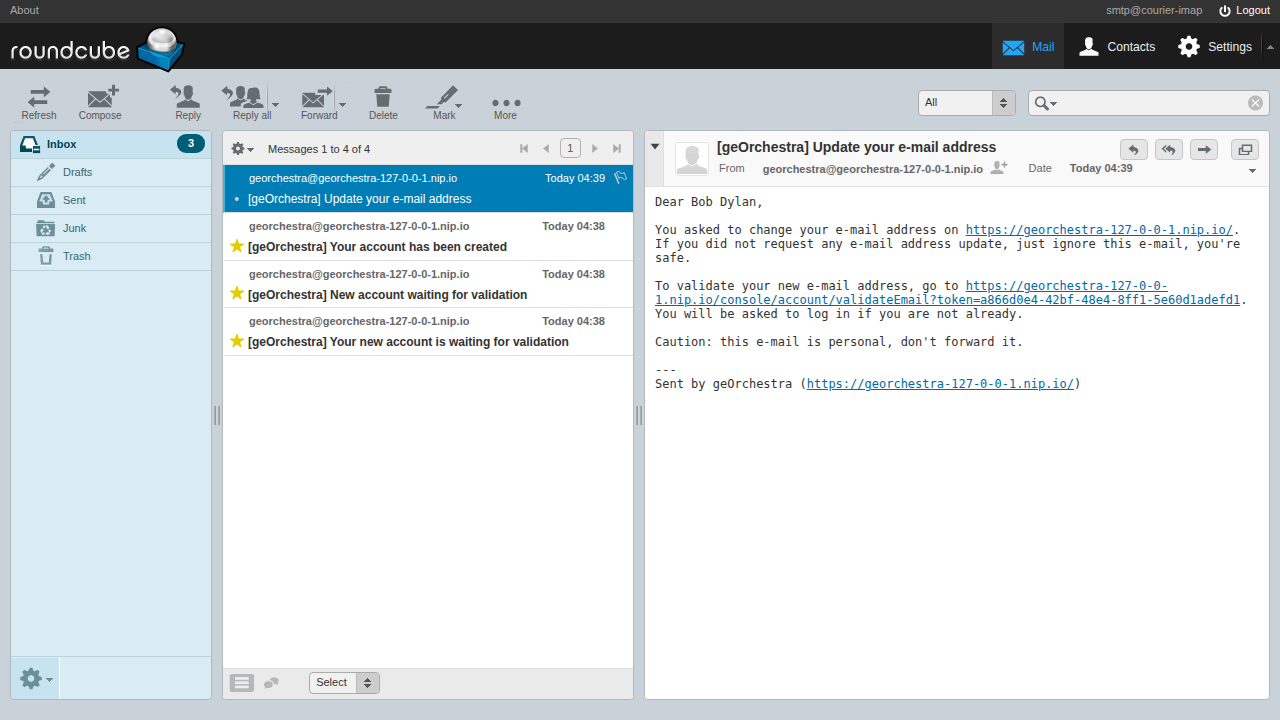 About
smtp@courier-imap
Logout
roundcube
Mail
Contacts
Settings
Refresh
Compose
Reply
Reply all
Forward
Delete
Mark
More
All
Inbox
3
Drafts
Sent
Junk
Trash
Messages 1 to 4 of 4
1
georchestra@georchestra-127-0-0-1.nip.io
Today 04:39
[geOrchestra] Update your e-mail address
georchestra@georchestra-127-0-0-1.nip.io
Today 04:38
[geOrchestra] Your account has been created
georchestra@georchestra-127-0-0-1.nip.io
Today 04:38
[geOrchestra] New account waiting for validation
georchestra@georchestra-127-0-0-1.nip.io
Today 04:38
[geOrchestra] Your new account is waiting for validation
Select
[geOrchestra] Update your e-mail address
From georchestra@georchestra-127-0-0-1.nip.io Date Today 04:39
Dear Bob Dylan,
You asked to change your e-mail address on https://georchestra-127-0-0-1.nip.io/.
If you did not request any e-mail address update, just ignore this e-mail, you're
safe.
To validate your new e-mail address, go to https://georchestra-127-0-0-
1.nip.io/console/account/validateEmail?token=a866d0e4-42bf-48e4-8ff1-5e60d1adefd1.
You will be asked to log in if you are not already.
Caution: this e-mail is personal, don't forward it.
---
Sent by geOrchestra (https://georchestra-127-0-0-1.nip.io/)